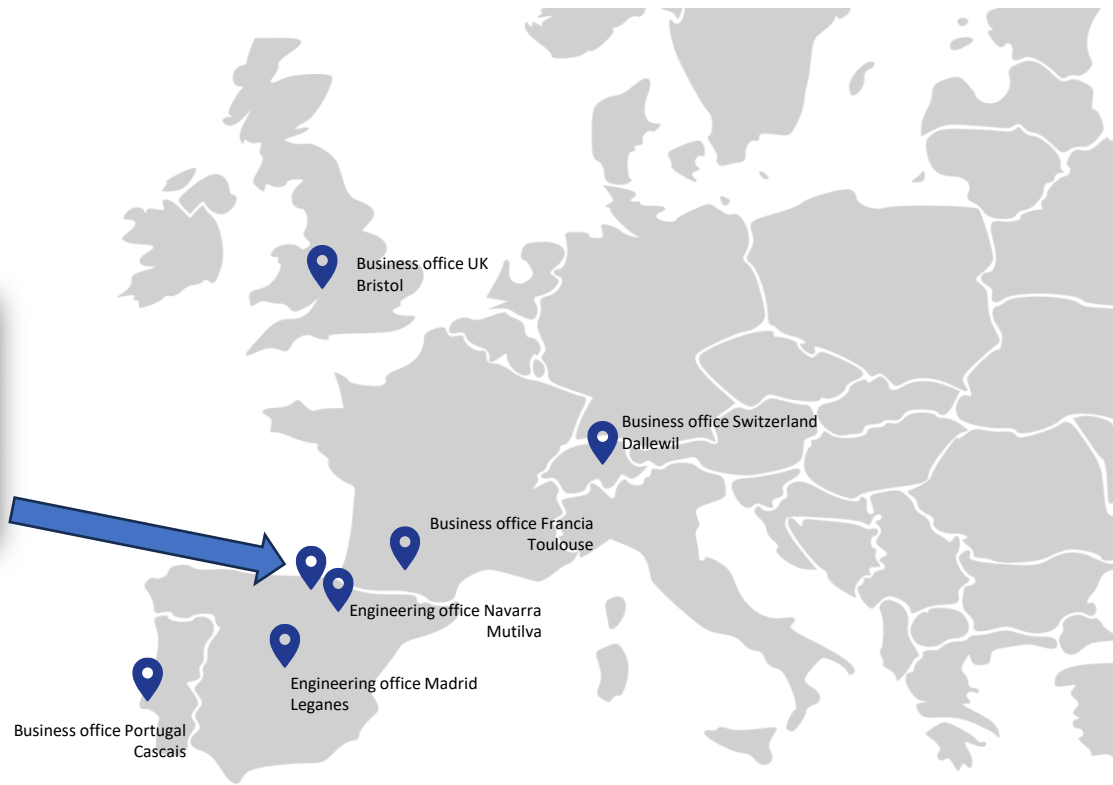 Business office UK
Bristol
Business office Switzerland
Dallewil
Business office Francia
Toulouse
Engineering office Navarra
Mutilva
Engineering office Madrid
Leganes
Business office Portugal
Cascais